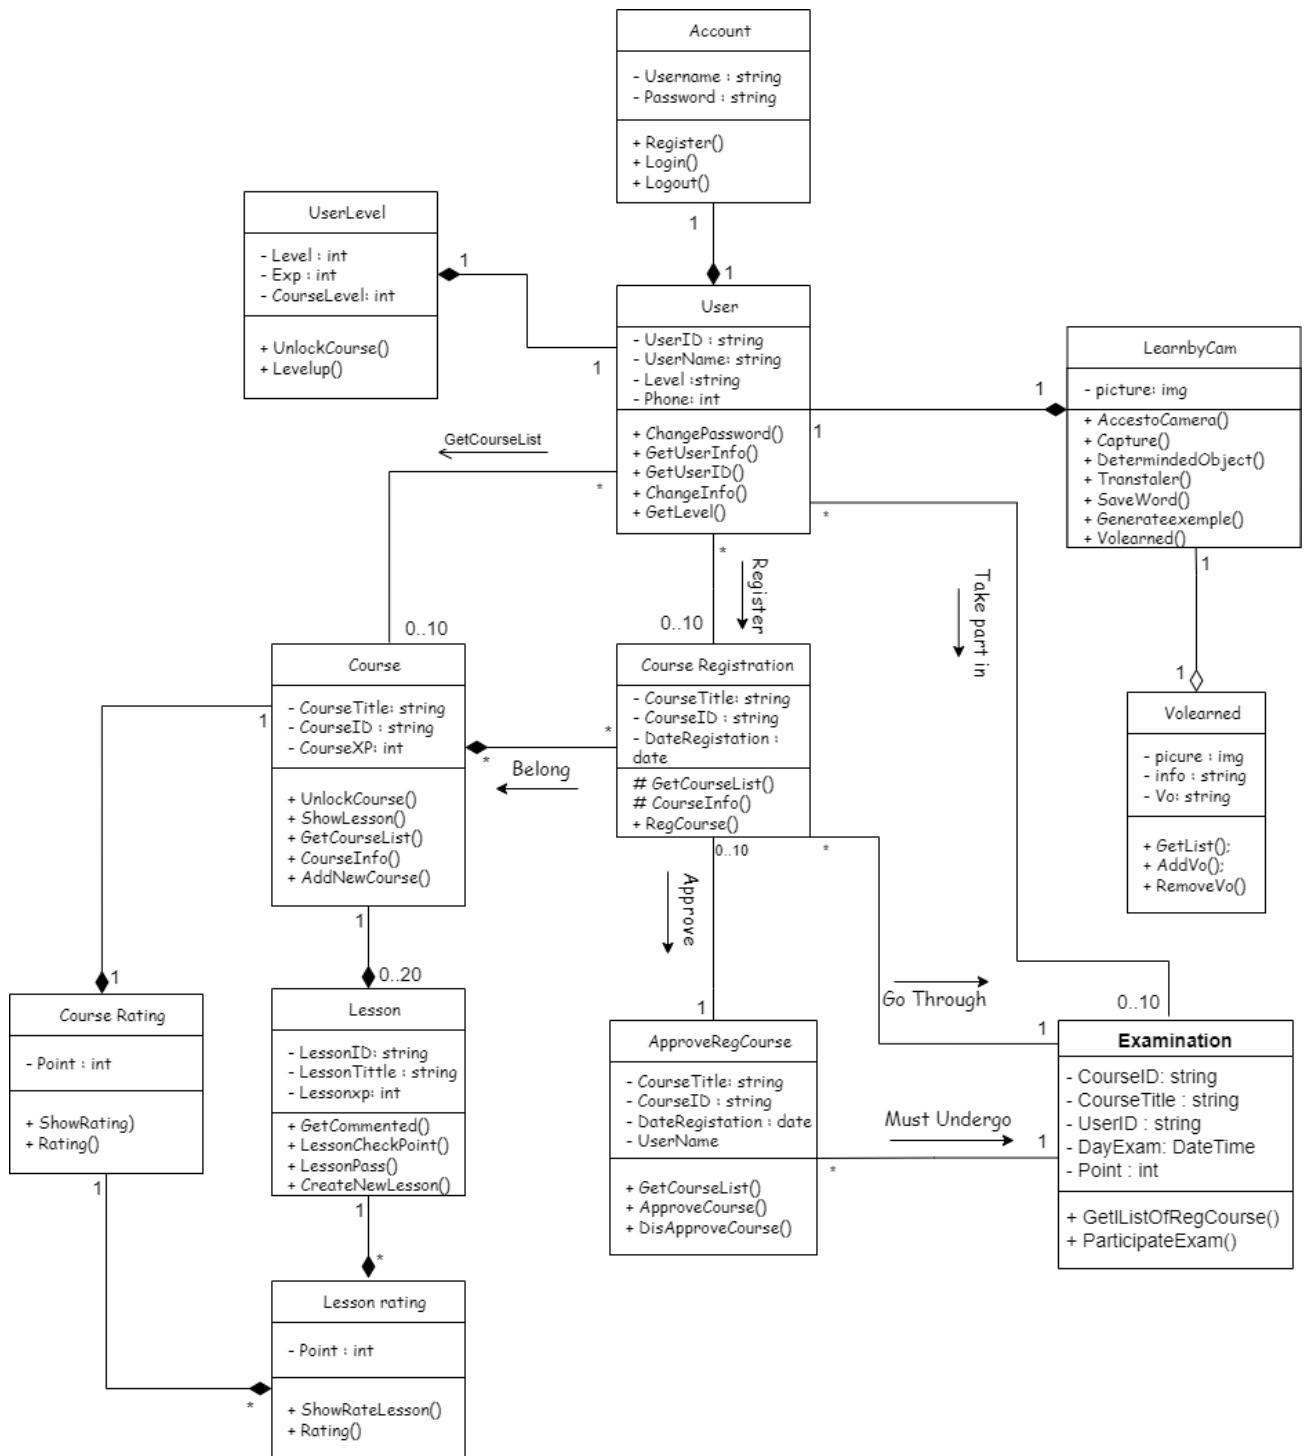 Account
- Username : string
- Password : string
+ Register()
+ Login()
+ Logout()
1
1
UserLevel
- Level : int
- Exp : int
- CourseLevel: int
+ UnlockCourse()
+ Levelup()
1
1
User
- UserID : string
- UserName: string
- Level :string
- Phone: int
+ ChangePassword()
+ GetUserInfo()
+ GetUserID()
+ ChangeInfo()
+ GetLevel()
1
1
LearnbyCam
- picture: img
+ AccestoCamera()
+ Capture()
+ DetermindedObject()
+ Transtaler()
+ SaveWord()
+ Generateexemple()
+ Volearned()
GetCourseList
*
0..10
*
Register
0..10
*
Take part in
0..10
1
1
Volearned
- picure : img
- info : string
- Vo: string
+ GetList();
+ AddVo();
+ RemoveVo()
Course
- CourseTitle: string
- CourseID : string
- CourseXP: int
+ UnlockCourse()
+ ShowLesson()
+ GetCourseList()
+ CourseInfo()
+ AddNewCourse()
*
*
Belong
Course Registration
- CourseTitle: string
- CourseID : string
- DateRegistation :
date
# GetCourseList()
# CourseInfo()
+ RegCourse()
0..10
Approve
1
*
Go Through
1
1
1
Course Rating
- Point : int
+ ShowRating)
+ Rating()
1
0..20
Lesson
- LessonID: string
- LessonTittle : string
- Lessonxp: int
+ GetCommented()
+ LessonCheckPoint()
+ LessonPass()
+ CreateNewLesson()
ApproveRegCourse
- CourseTitle: string
- CourseID : string
- DateRegistation : date
- UserName
+ GetCourseList()
+ ApproveCourse()
+ DisApproveCourse()
Must Undergo
*
1
Examination
- CourseID: string
- CourseTitle : string
- UserID : string
- DayExam: DateTime
- Point : int
+ GetlListOfRegCourse()
+ ParticipateExam()
1
*
1
*
Lesson rating
- Point : int
+ ShowRateLesson()
+ Rating()